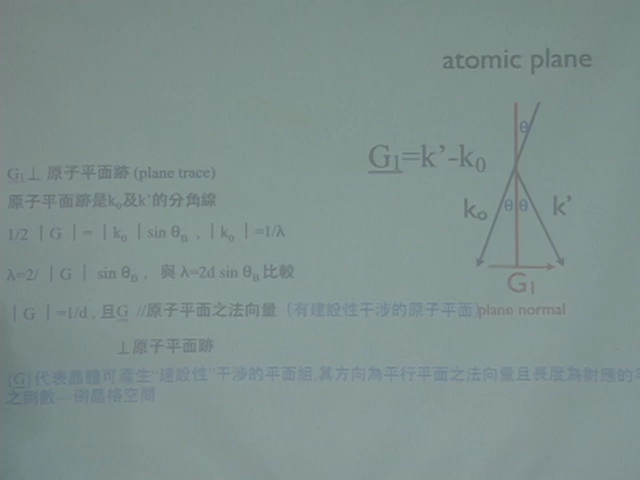 atomic plane
θ
G₁=k'-k₀
G₁⊥ 原子平面跡 (plane trace)
原子平面跡是k₀及k'的分角線
k₀ θ θ k'
1/2 ｜G｜=｜k₀｜sin θB , ｜k₀｜=1/λ
λ=2/｜G｜ sin θB , 與 λ=2d sin θB 比較
G₁
｜G｜=1/d , 且G //原子平面之法向量（有建設性干涉的原子平面）plane normal
⊥原子平面跡
{G}代表晶體可產生"建設性"干涉的平面組,其方向為平行平面之法向量且長度為對應的平
之倒數—倒晶格空間